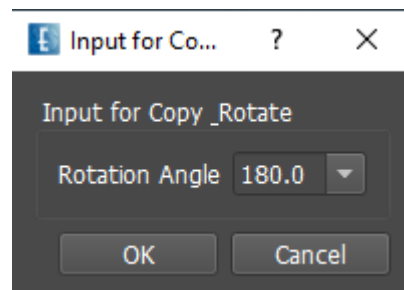 Input for Co... ? ×
Input for Copy _Rotate
Rotation Angle 180.0
OK Cancel